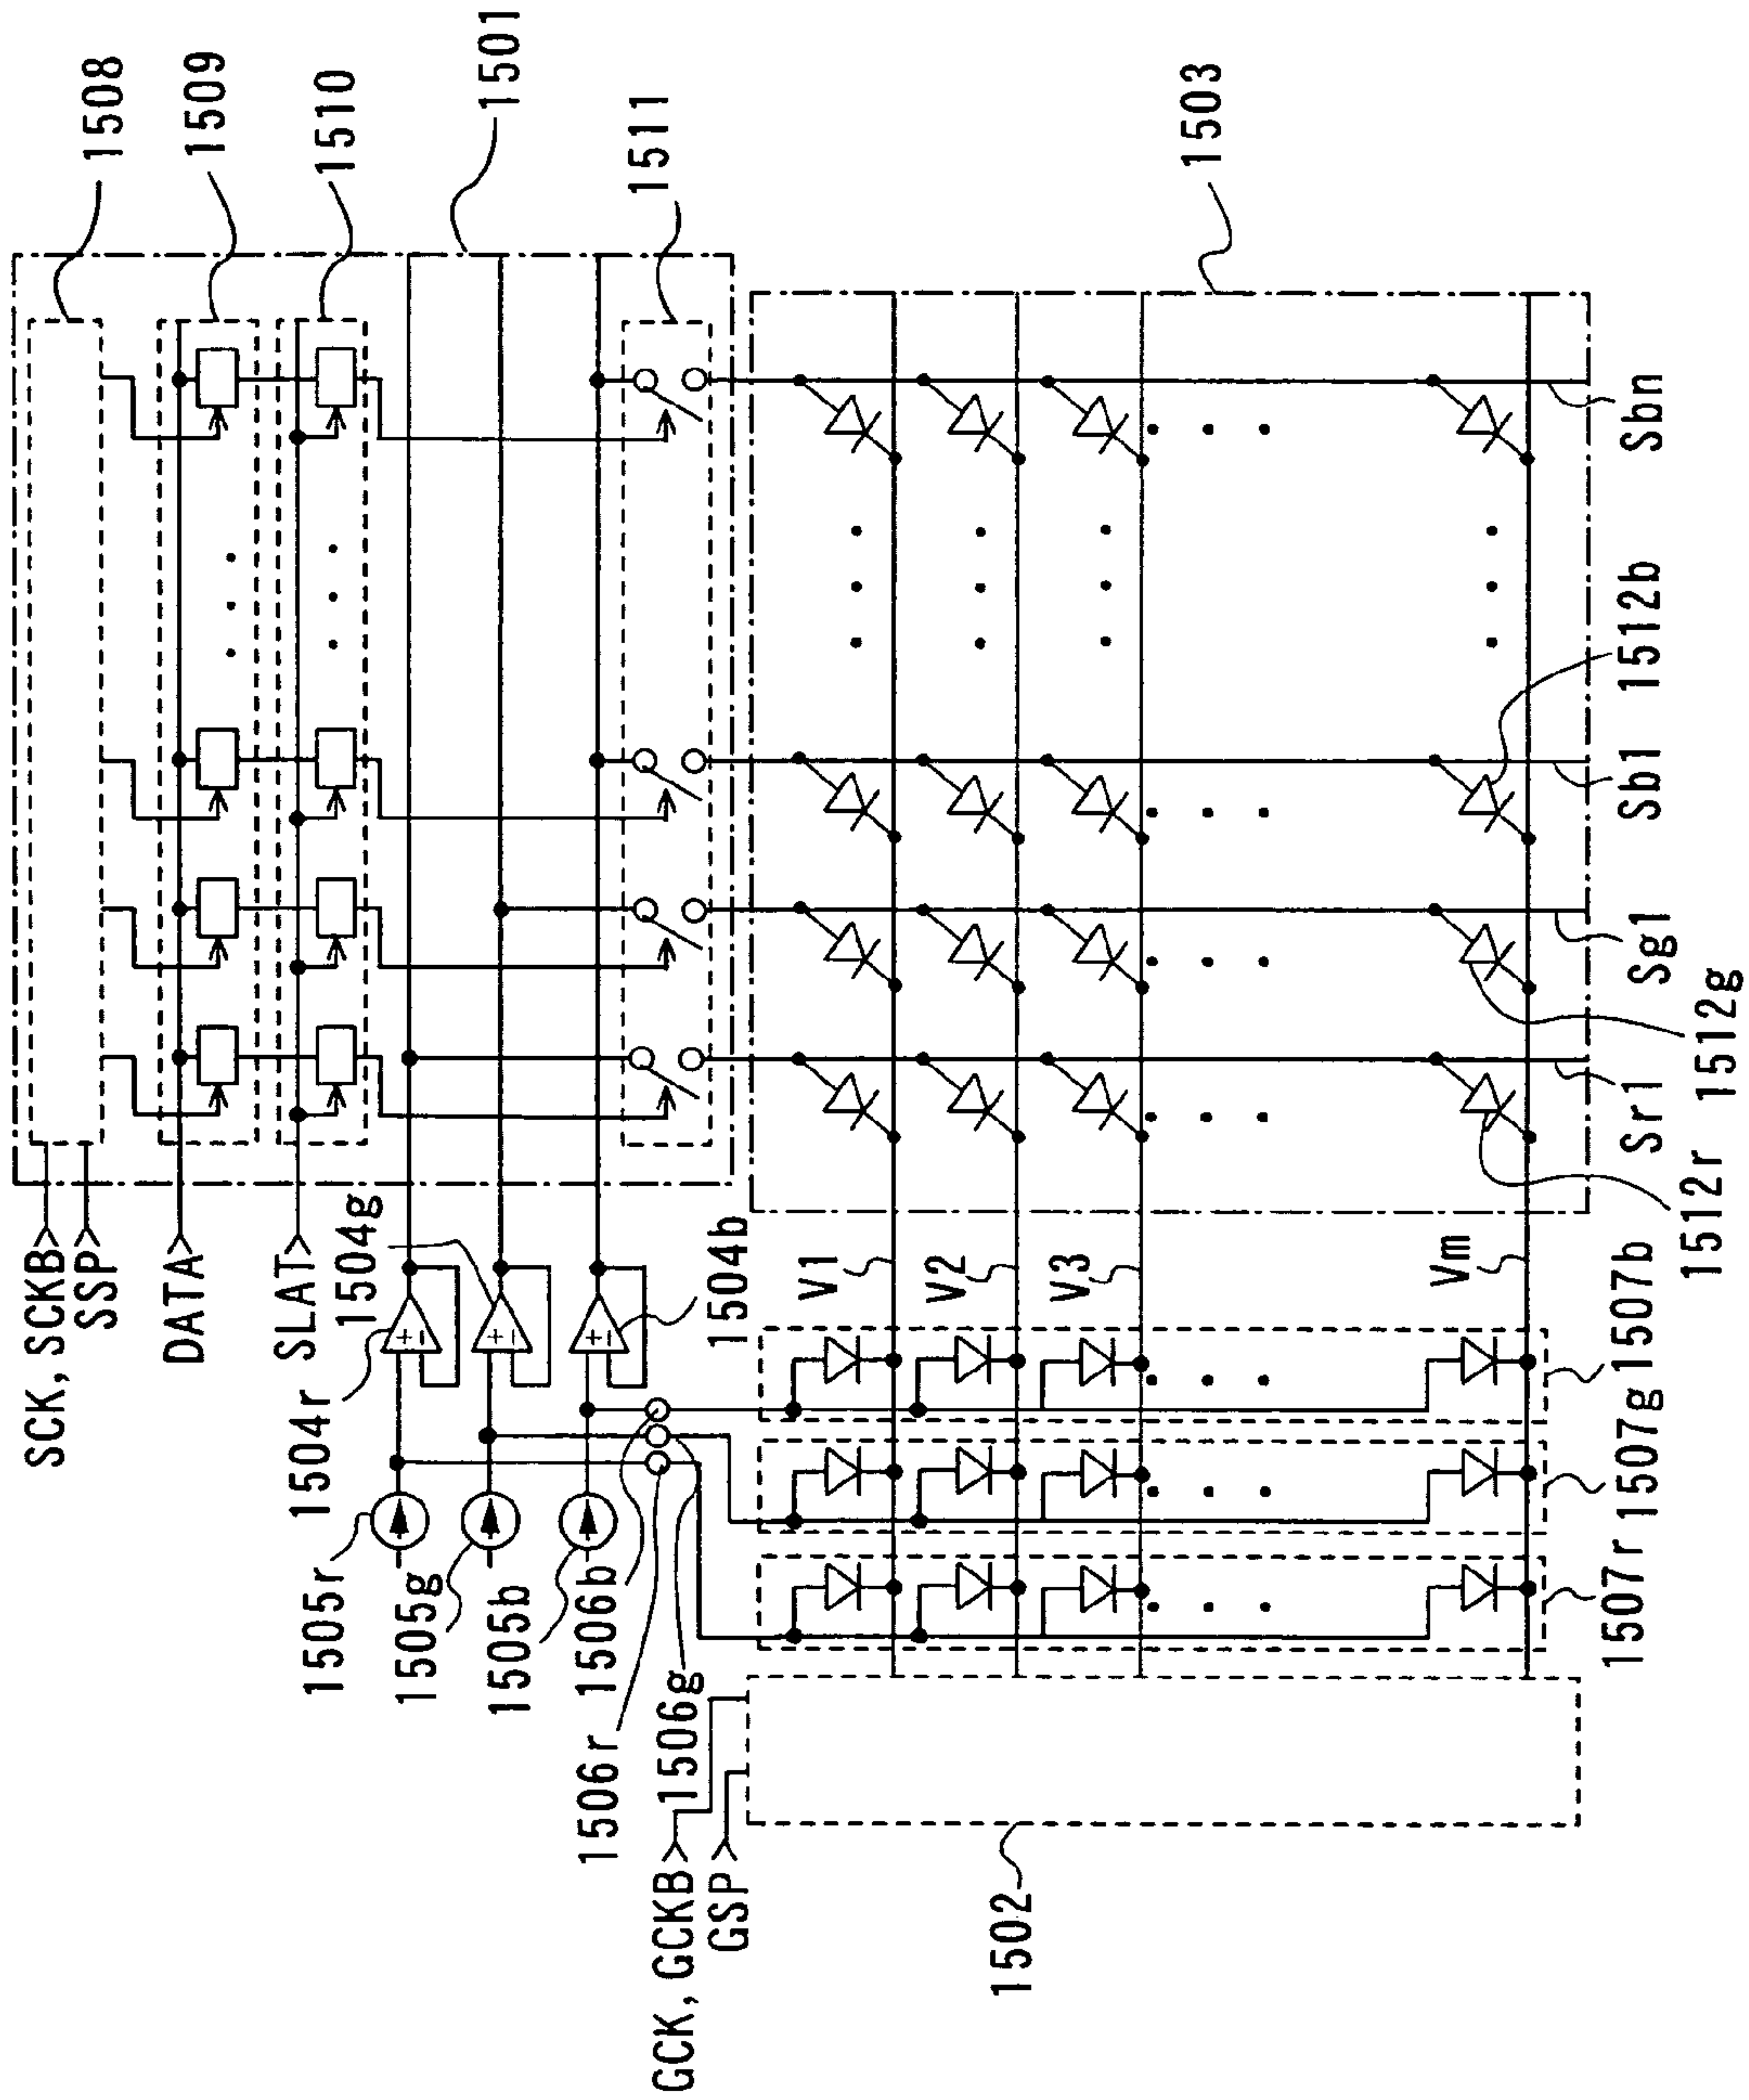 1508
1509
1510
1501
1511
1503
SCK, SCKB
SSP
DATA
SLAT
1504g
1504r
1504b
1505r
1505g
1505b
1506b
1506r
1506g
GCK, GCKB
GSP
1502
V1
V2
V3
Vm
Sbn
1512b
Sb1
Sg1
1512g
Sr1
1512r
1507b
1507g
1507r